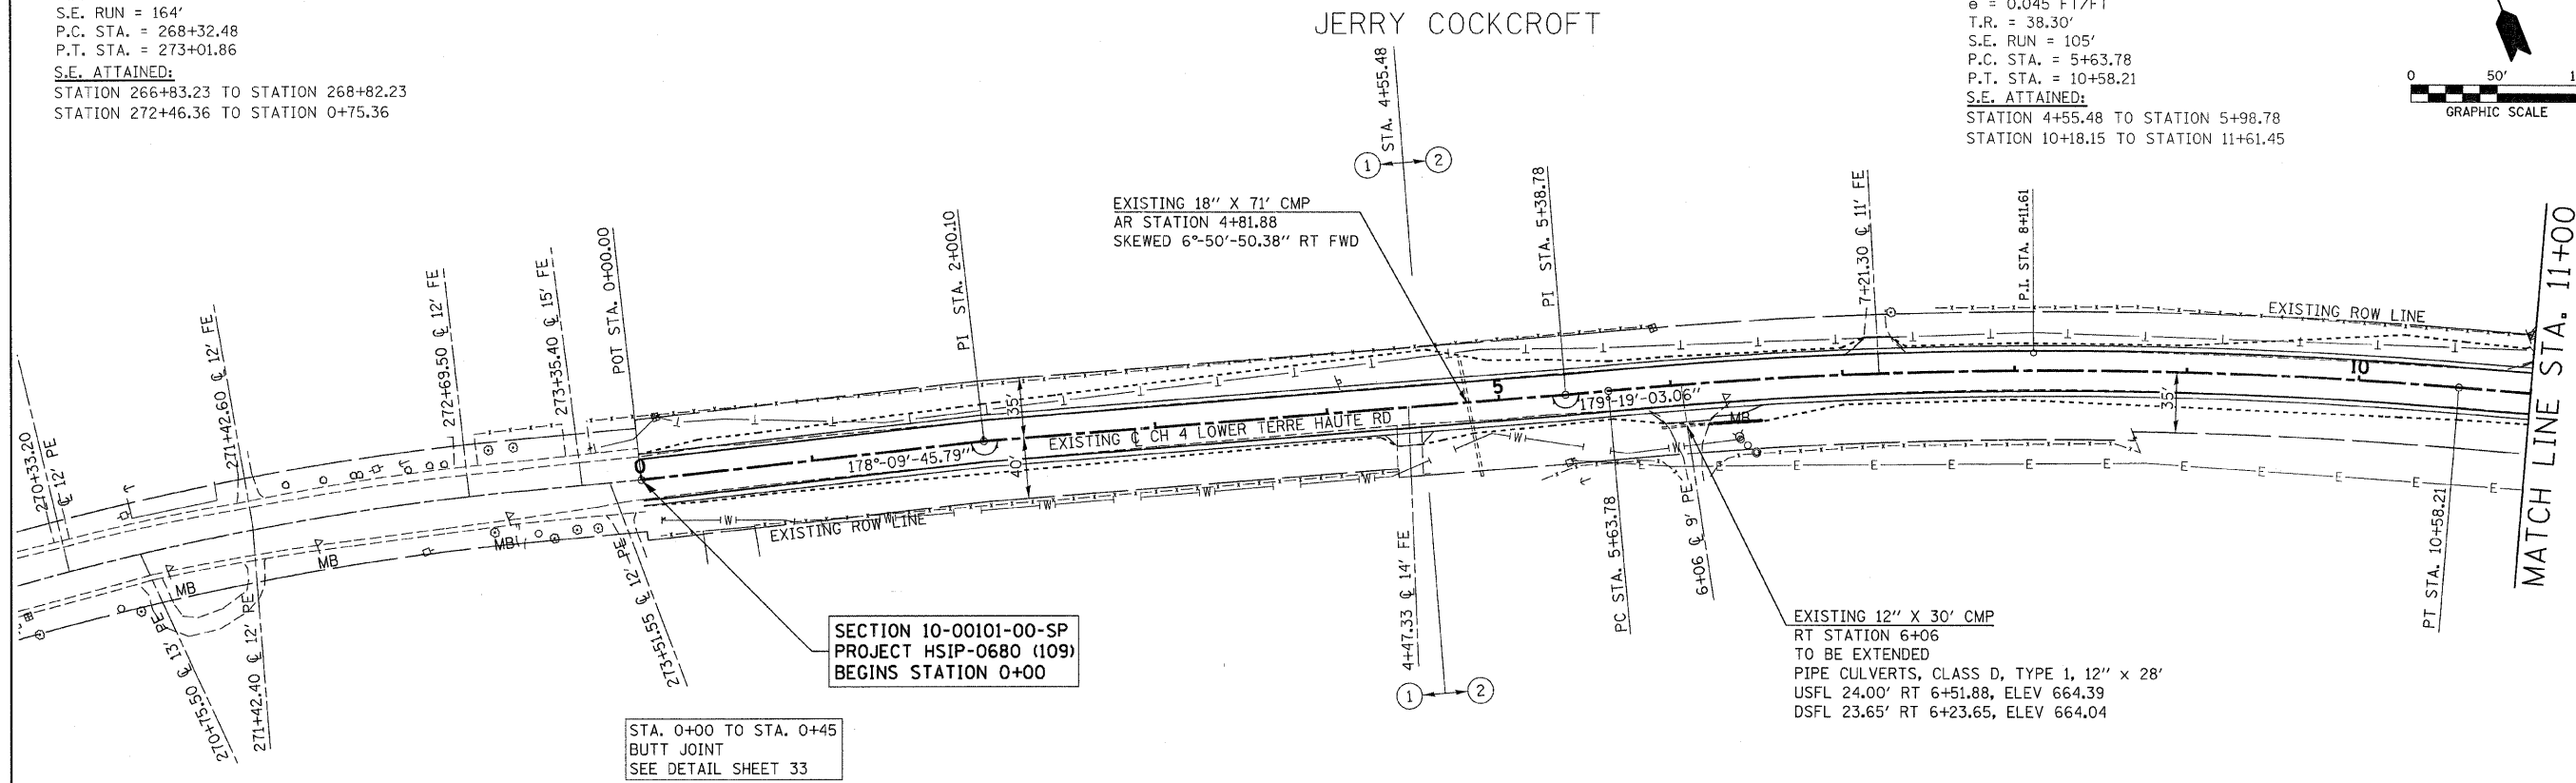 S.E. RUN = 164'
P.C. STA. = 268+32.48
P.T. STA. = 273+01.86
S.E. ATTAINED:
STATION 266+83.23 TO STATION 268+82.23
STATION 272+46.36 TO STATION 0+75.36
JERRY COCKCROFT
e = 0.045 FT/FT
T.R. = 38.30'
S.E. RUN = 105'
P.C. STA. = 5+63.78
P.T. STA. = 10+58.21
S.E. ATTAINED:
STATION 4+55.48 TO STATION 5+98.78
STATION 10+18.15 TO STATION 11+61.45
0 50'
GRAPHIC SCALE
STA. 4+55.48
1 2
EXISTING 18" X 71' CMP
AR STATION 4+81.88
SKEWED 6°-50'-50.38" RT FWD
270+33.20
℄ 12' PE
271+42.60 ℄ 12' FE
272+69.50 ℄ 12' FE
273+35.40 ℄ 15' FE
POT STA. 0+00.00
PI STA. 2+00.10
PI STA. 5+38.78
7+21.30 ℄ 11' FE
P.I. STA. 8+11.61
EXISTING ROW LINE
MATCH LINE STA. 11+00
35'
40'
0
5
10
35'
178°-09'-45.79"
EXISTING ℄ CH 4 LOWER TERRE HAUTE RD
179°-19'-03.06"
MB
W W W W W W W
E E E E E E E E E E E E
EXISTING ROW LINE
MB
MB
MB
270+75.50 ℄ 13' PE
271+42.40 ℄ 12' RE
273+51.55 ℄ 12' PE
4+47.33 ℄ 14' FE
PC STA. 5+63.78
6+06 ℄ 9' PE
PT STA. 10+58.21
1 2
SECTION 10-00101-00-SP
PROJECT HSIP-0680 (109)
BEGINS STATION 0+00
STA. 0+00 TO STA. 0+45
BUTT JOINT
SEE DETAIL SHEET 33
EXISTING 12" X 30' CMP
RT STATION 6+06
TO BE EXTENDED
PIPE CULVERTS, CLASS D, TYPE 1, 12" x 28'
USFL 24.00' RT 6+51.88, ELEV 664.39
DSFL 23.65' RT 6+23.65, ELEV 664.04